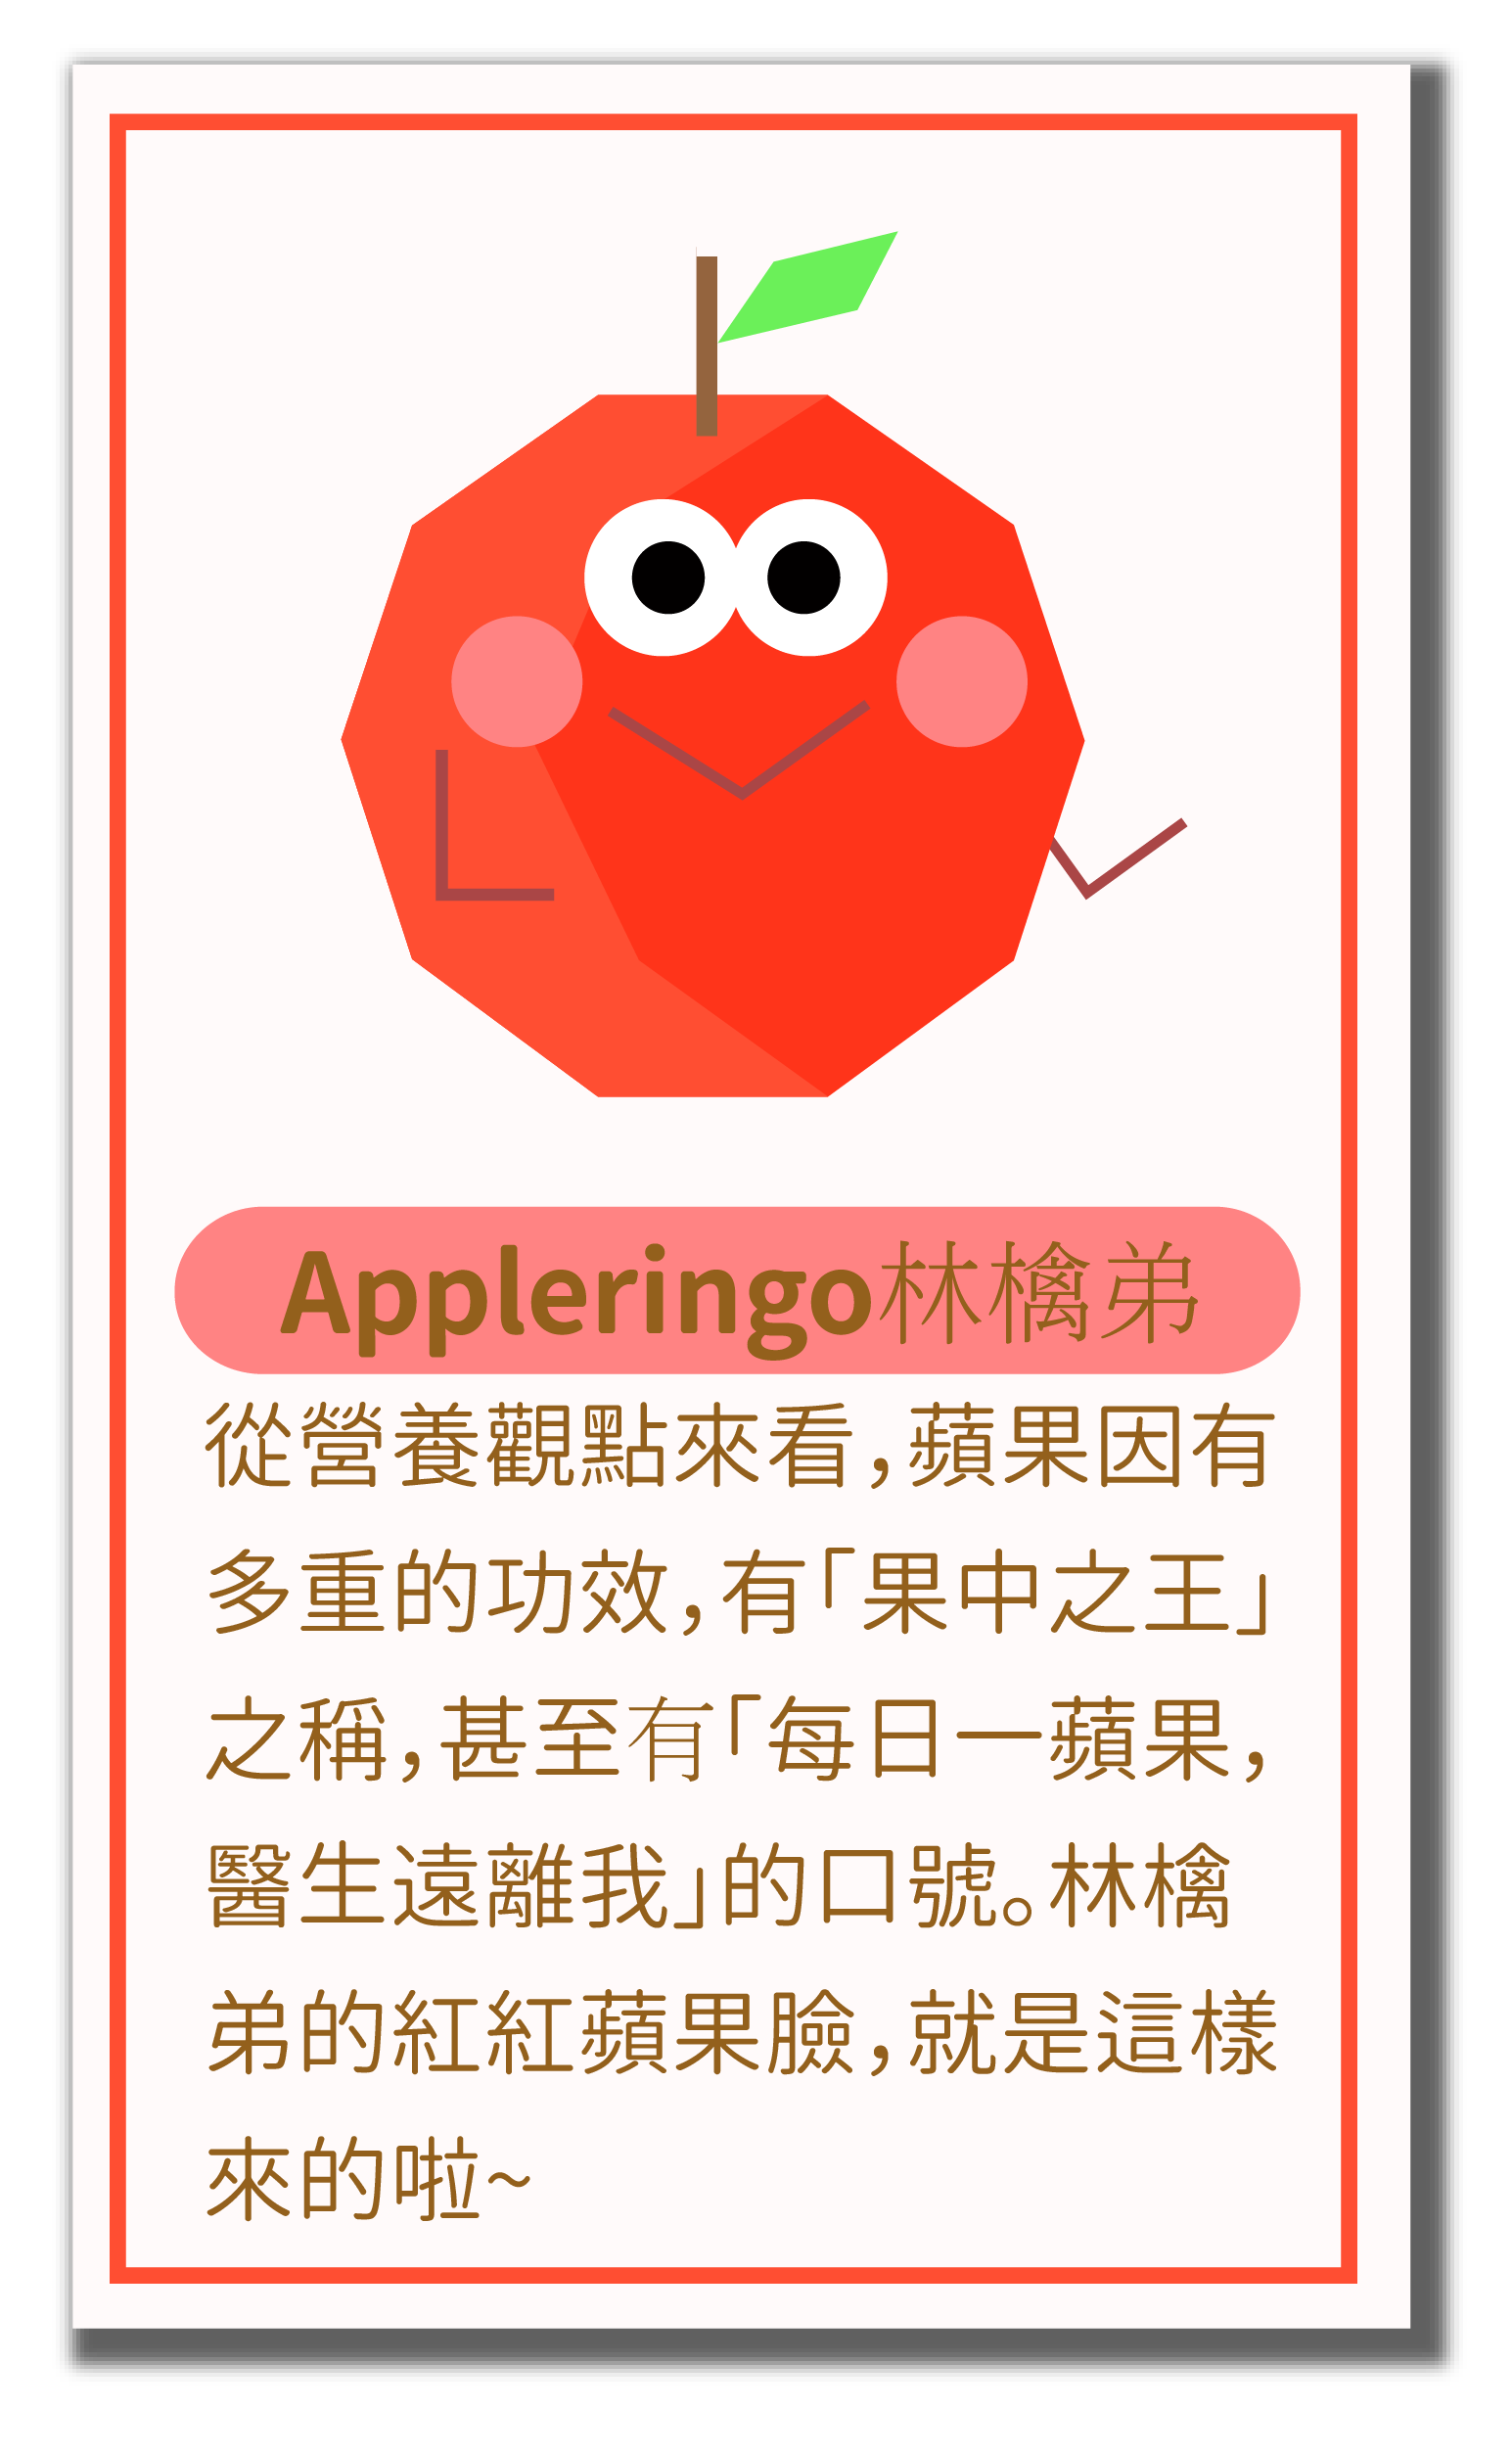 Appleringo林檎弟
從營養觀點來看,蘋果因有
多重的功效,有「果中之王」
之稱,甚至有「每日一蘋果,
醫生遠離我」的口號。林檎
弟的紅紅蘋果臉,就是這樣
來的啦~